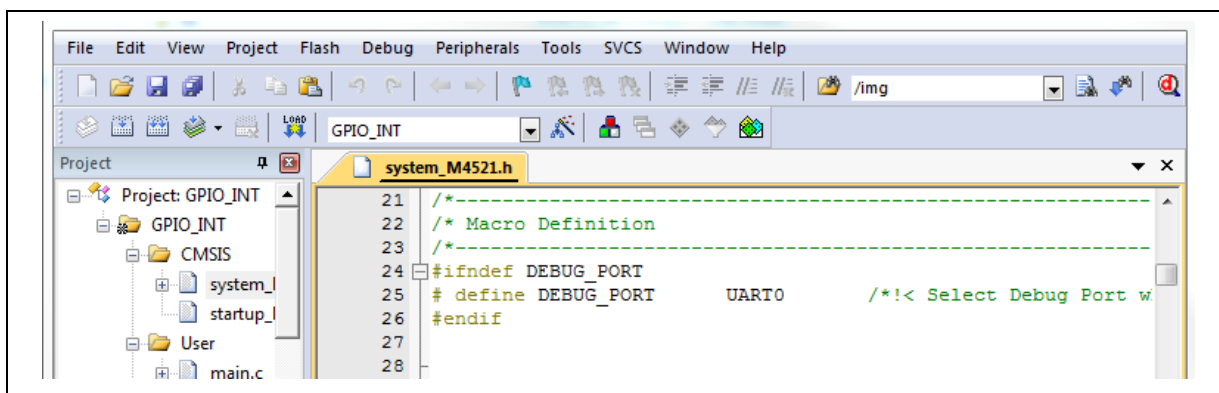 File Edit View Project Flash Debug Peripherals Tools SVCS Window Help
/img
LOAD GPIO_INT
Project
system_M4521.h
Project: GPIO_INT
GPIO_INT
CMSIS
system_
startup_
User
main.c
21 /*-----------------------------------------------------------
22 /* Macro Definition
23 /*-----------------------------------------------------------
24 #ifndef DEBUG_PORT
25 # define DEBUG_PORT UART0 /*!< Select Debug Port w
26 #endif
27
28